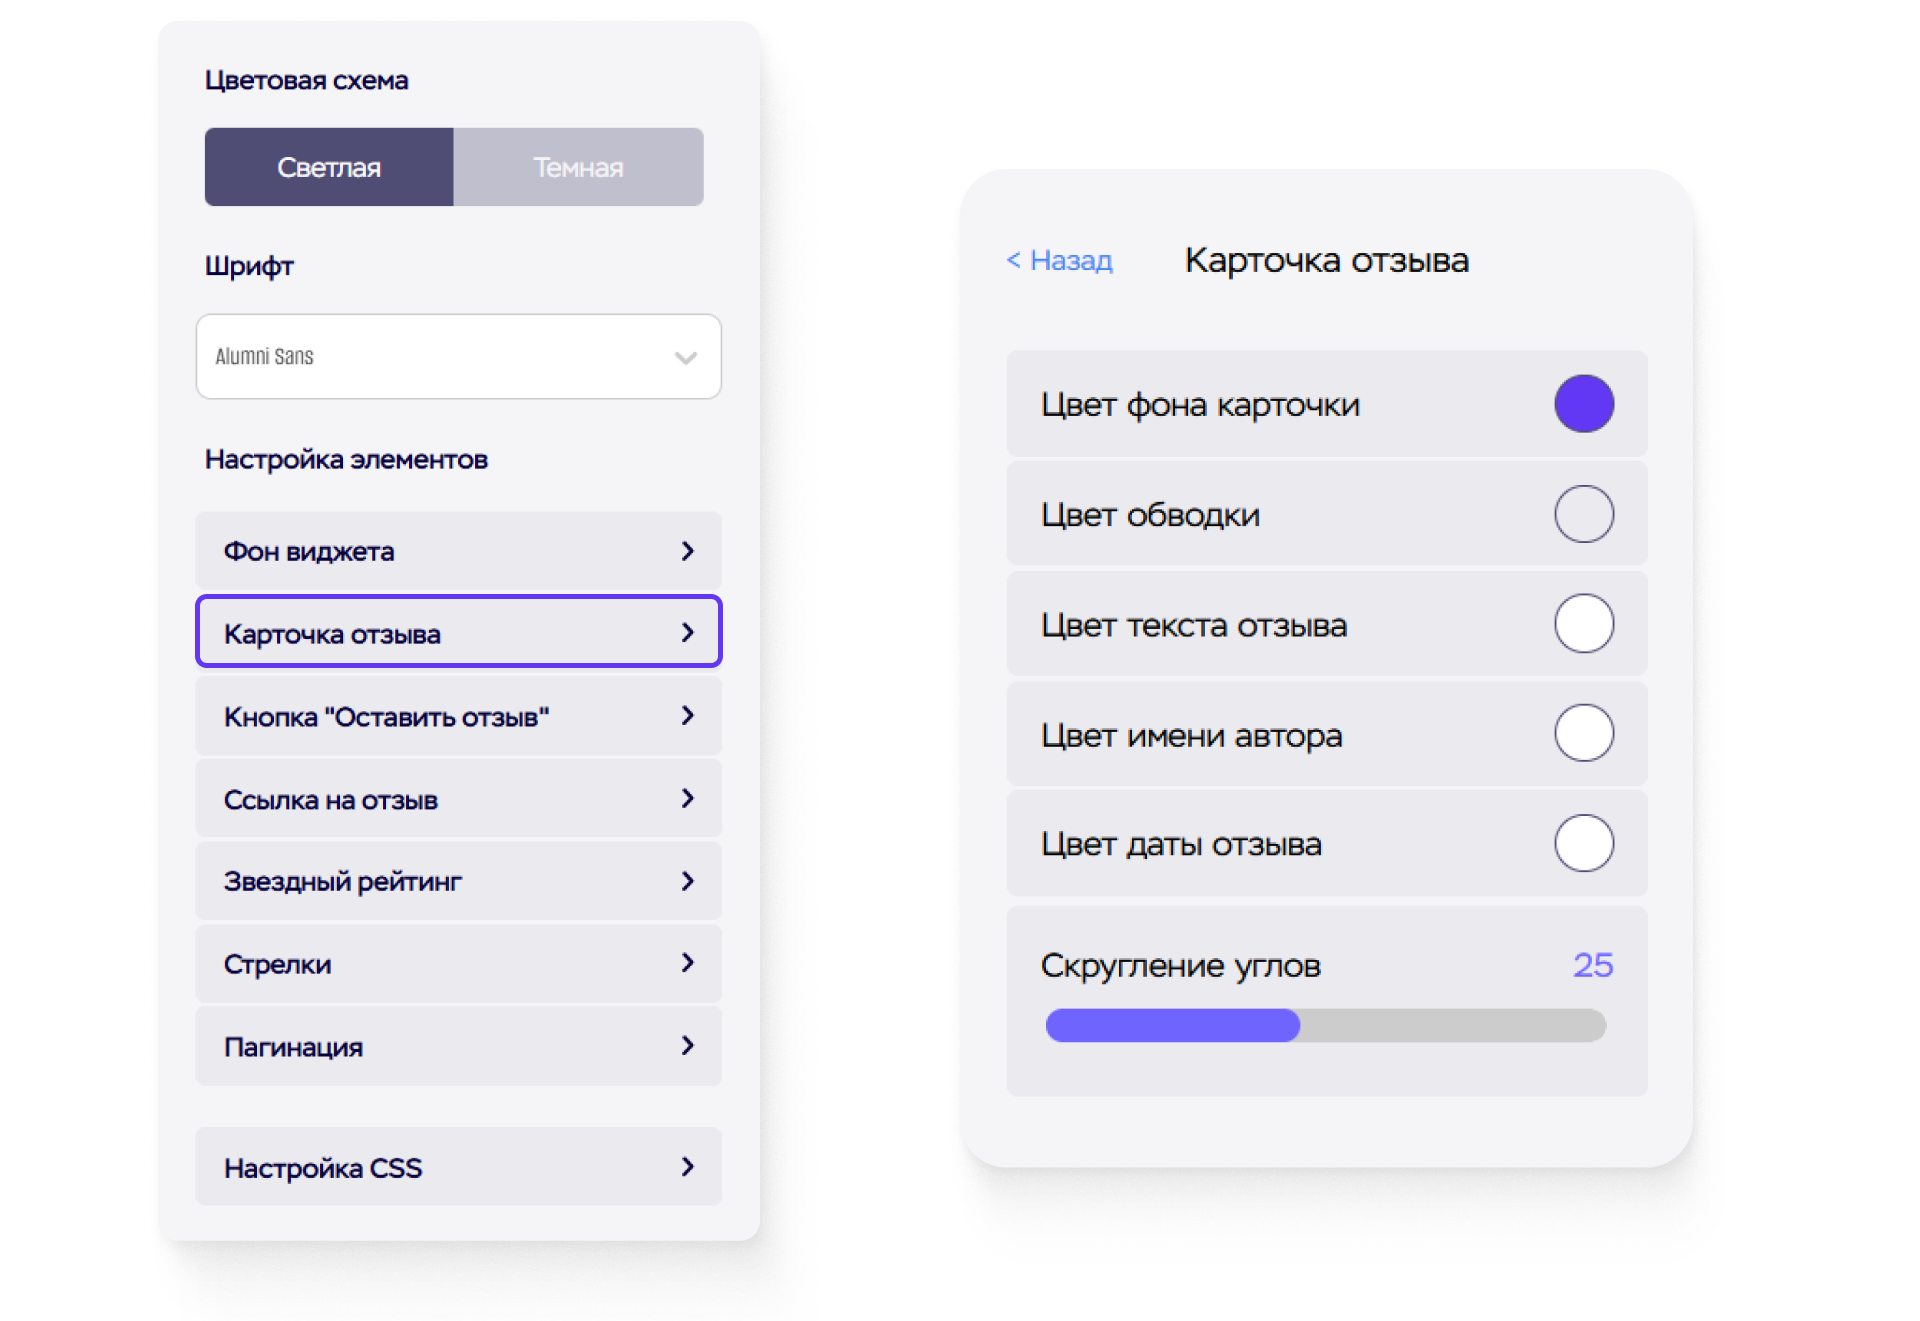 Цветовая схема
Светлая
Темная
Шрифт
Alumni Sans
Настройка элементов
Фон виджета
Карточка отзыва
Кнопка "Оставить отзыв"
Ссылка на отзыв
Звездный рейтинг
Стрелки
Пагинация
Настройка CSS
< Назад
Карточка отзыва
Цвет фона карточки
Цвет обводки
Цвет текста отзыва
Цвет имени автора
Цвет даты отзыва
Скругление углов
25